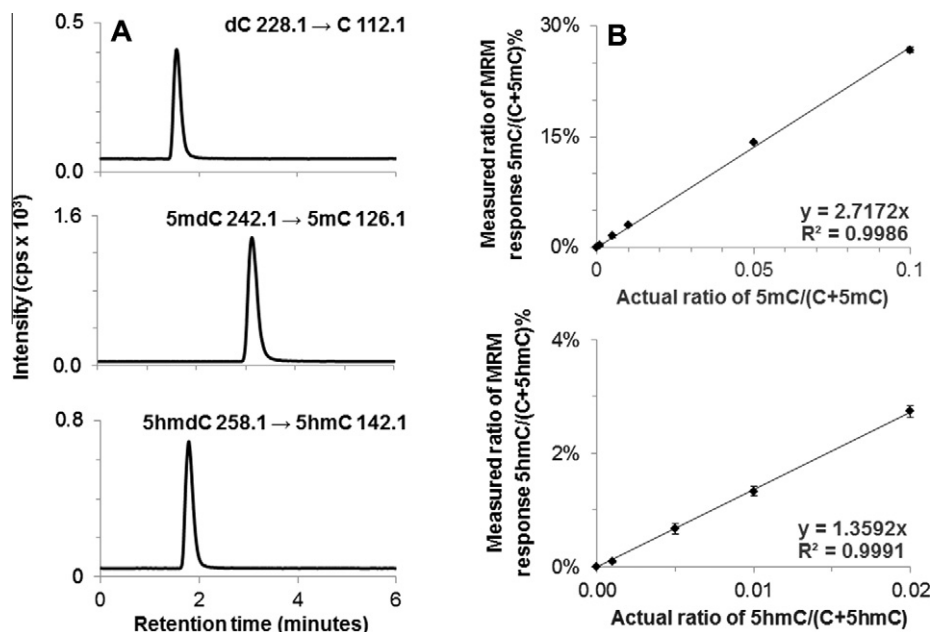 A
dC 228.1 → C 112.1
0.5
0.0
5mdC 242.1 → 5mC 126.1
1.6
0.0
5hmdC 258.1 → 5hmC 142.1
0.8
0
0 2 4 6
Retention time (minutes)
Intensity (cps x 10³)
B
30%
15%
0%
0 0.05 0.1
y = 2.7172x
R² = 0.9986
Actual ratio of 5mC/(C+5mC)
Measured ratio of MRM
response 5mC/(C+5mC)%
4%
2%
0%
0.00 0.01 0.02
y = 1.3592x
R² = 0.9991
Actual ratio of 5hmC/(C+5hmC)
Measured ratio of MRM
response 5hmC/(C+5hmC)%